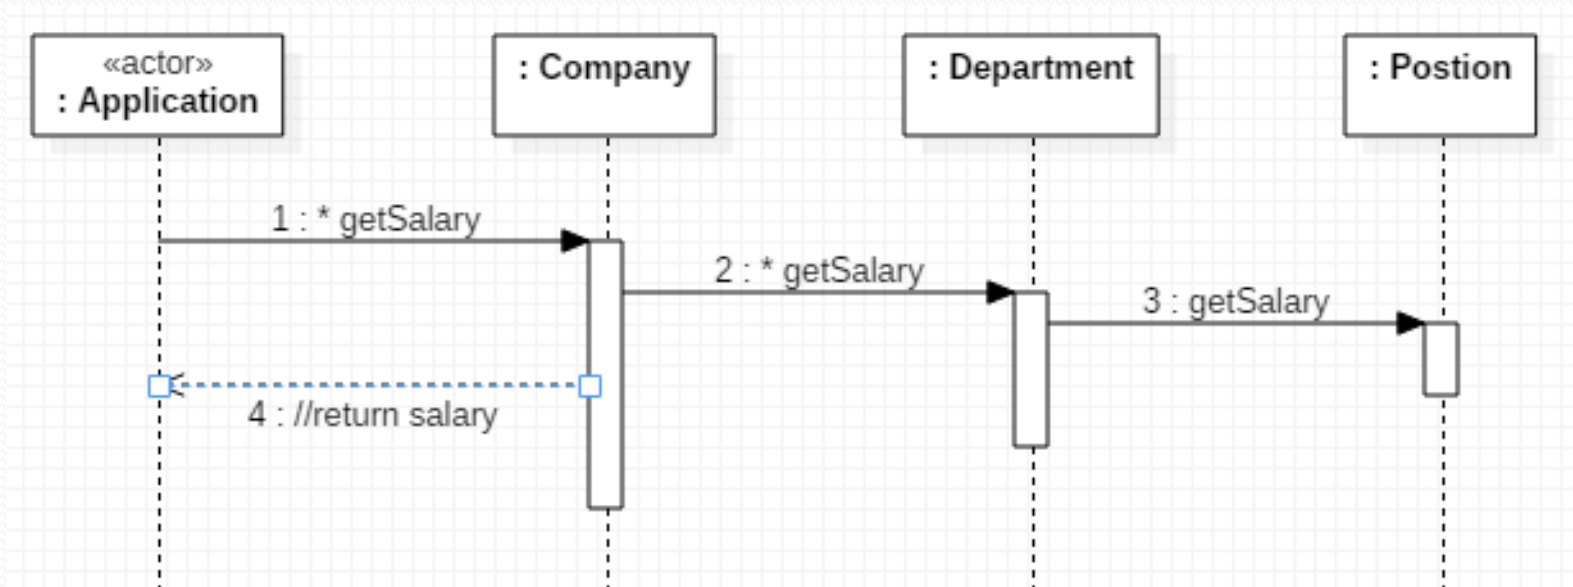 «actor»
: Application
: Company
: Department
: Postion
1 : * getSalary
2 : * getSalary
3 : getSalary
4 : //return salary